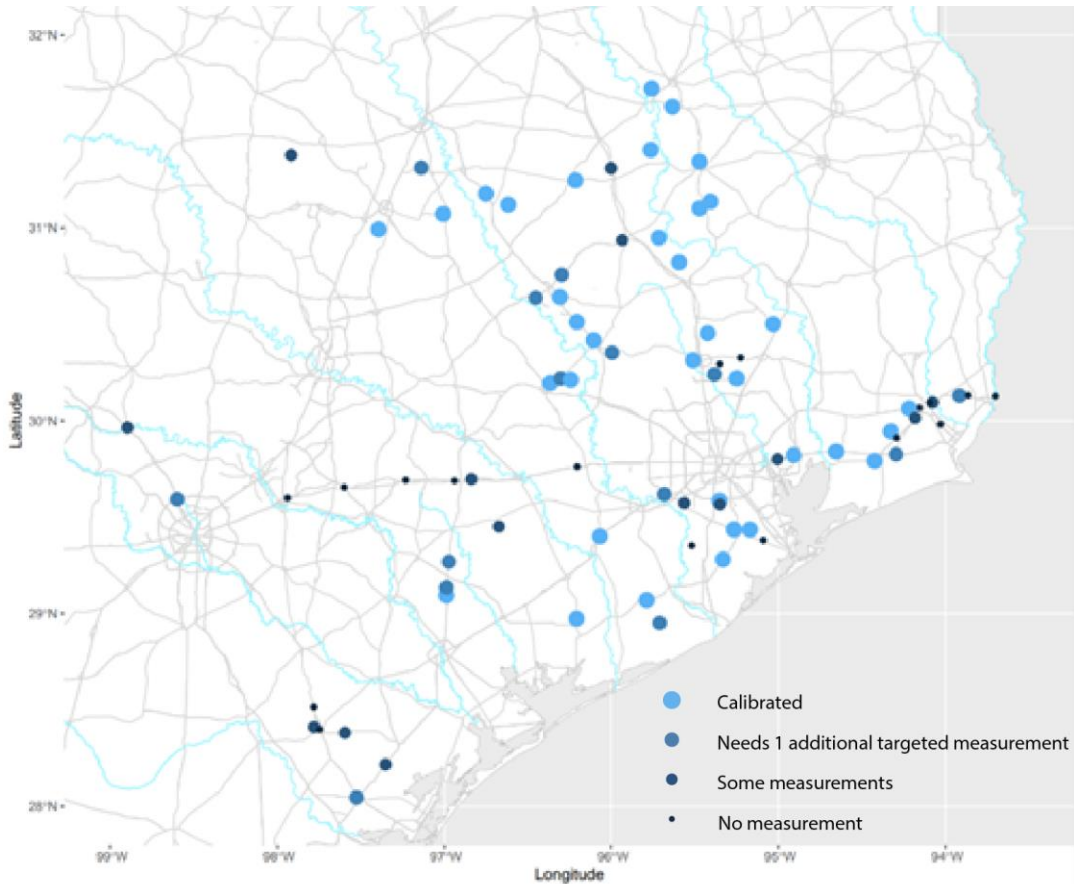 32°N
31°N
30°N
29°N
28°N
Latitude
Calibrated
Needs 1 additional targeted measurement
Some measurements
No measurement
99°W 98°W 97°W 96°W 95°W 94°W
Longitude